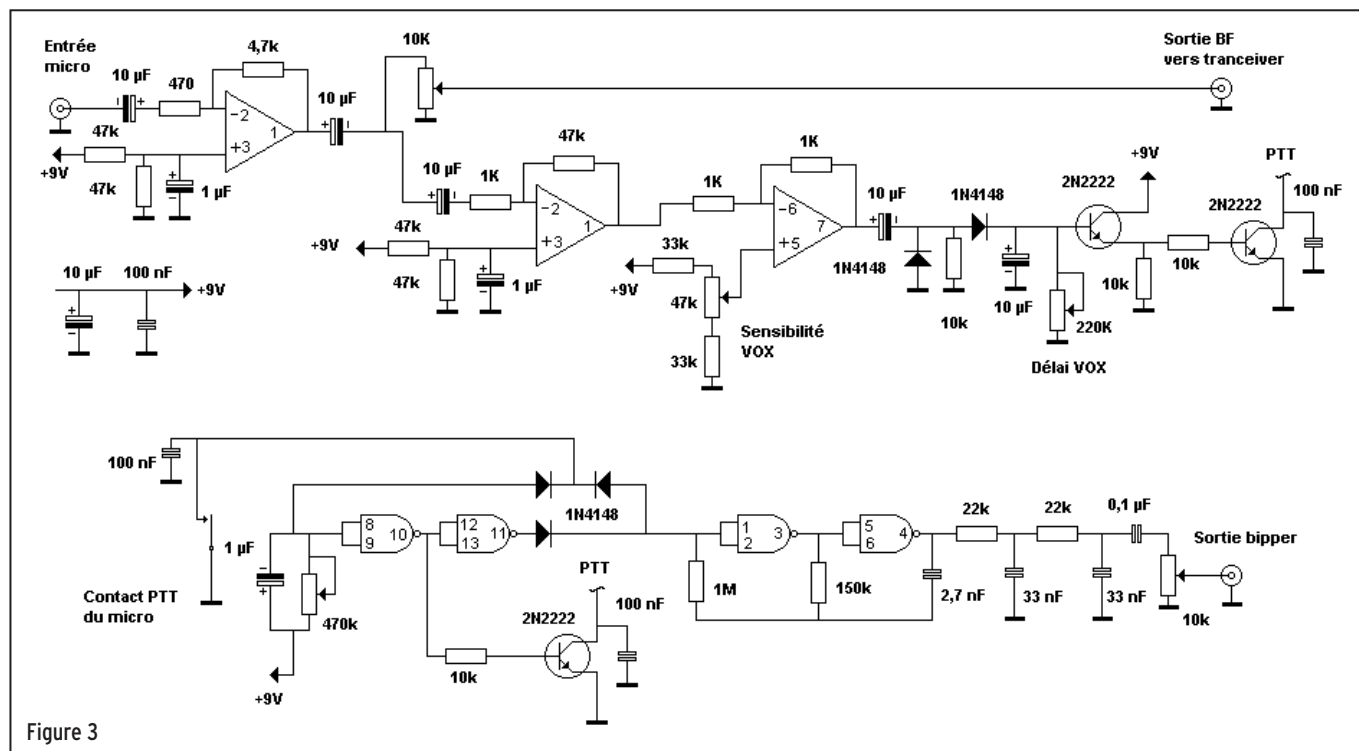 Entrée
micro
10 µF
470
4,7k
-2
+3
1
47k
+9V
47k
1 µF
10 µF
10K
Sortie BF
vers tranceiver
10 µF
1K
47k
-2
+3
1
47k
+9V
47k
1 µF
1K
1K
-6
+5
7
33k
+9V
47k
33k
Sensibilité
VOX
10 µF
1N4148
1N4148
10k
10 µF
220K
Délai VOX
+9V
2N2222
10k
10k
2N2222
PTT
100 nF
10 µF
100 nF
+9V
100 nF
Contact PTT
du micro
1 µF
470k
+9V
8
9
10
12
13
11
1N4148
10k
2N2222
PTT
100 nF
1
2
3
5
6
4
1M
150k
2,7 nF
22k
33 nF
22k
33 nF
0,1 µF
10k
Sortie bipper
Figure 3